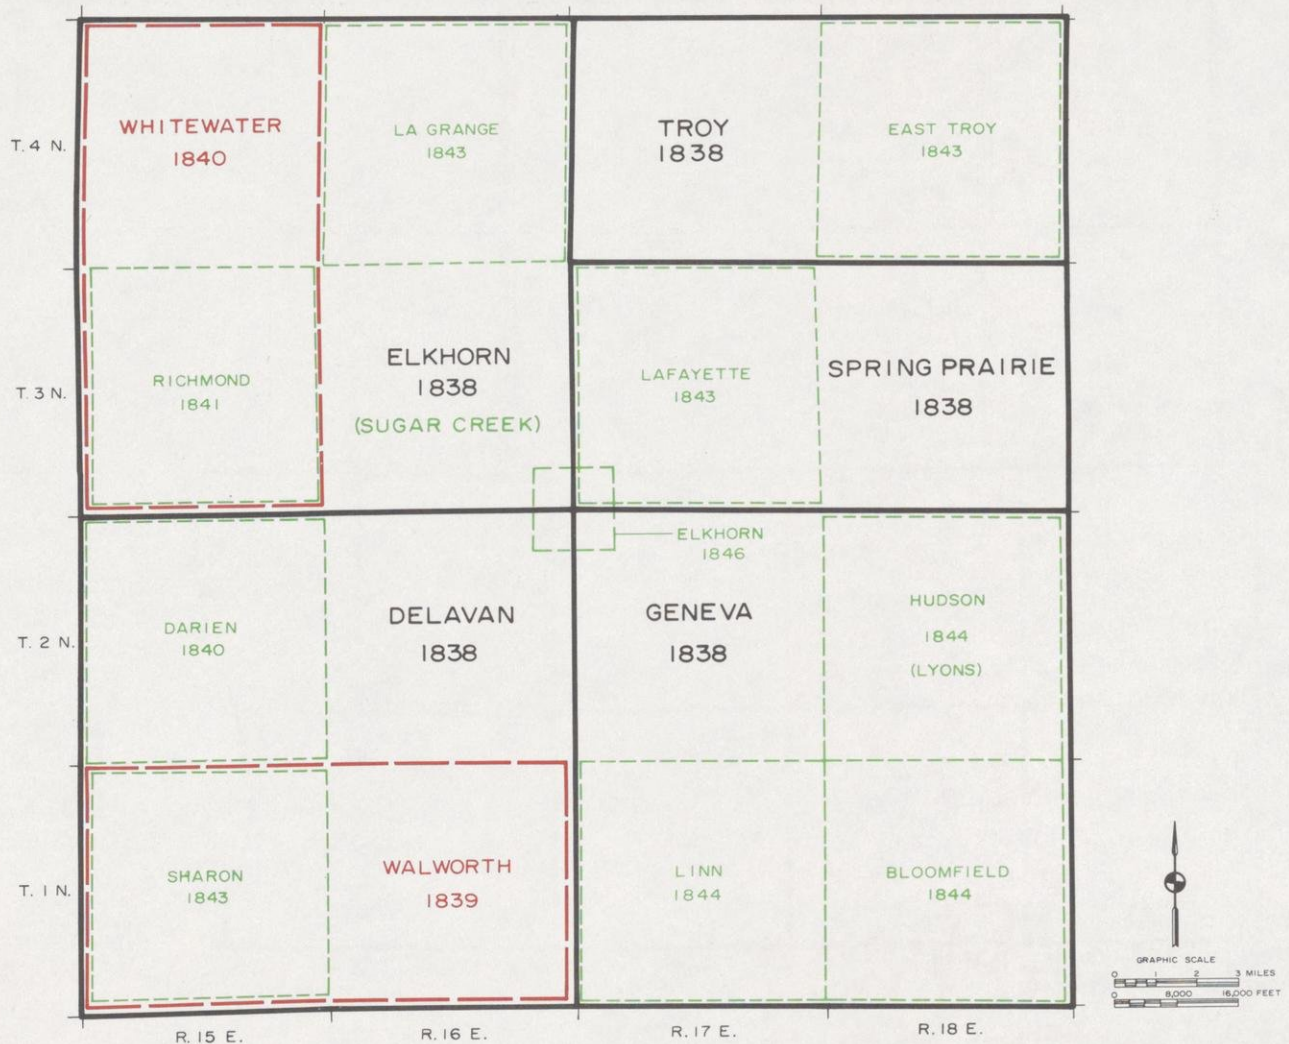 T. 4 N.
WHITEWATER
1840
LA GRANGE
1843
TROY
1838
EAST TROY
1843
T. 3 N.
RICHMOND
1841
ELKHORN
1838
(SUGAR CREEK)
LAFAYETTE
1843
SPRING PRAIRIE
1838
ELKHORN
1846
T. 2 N.
DARIEN
1840
DELAVAN
1838
GENEVA
1838
HUDSON
1844
(LYONS)
T. 1 N.
SHARON
1843
WALWORTH
1839
LINN
1844
BLOOMFIELD
1844
GRAPHIC SCALE
0 1 2 3 MILES
0 8,000 16,000 FEET
R. 15 E. R. 16 E. R. 17 E. R. 18 E.